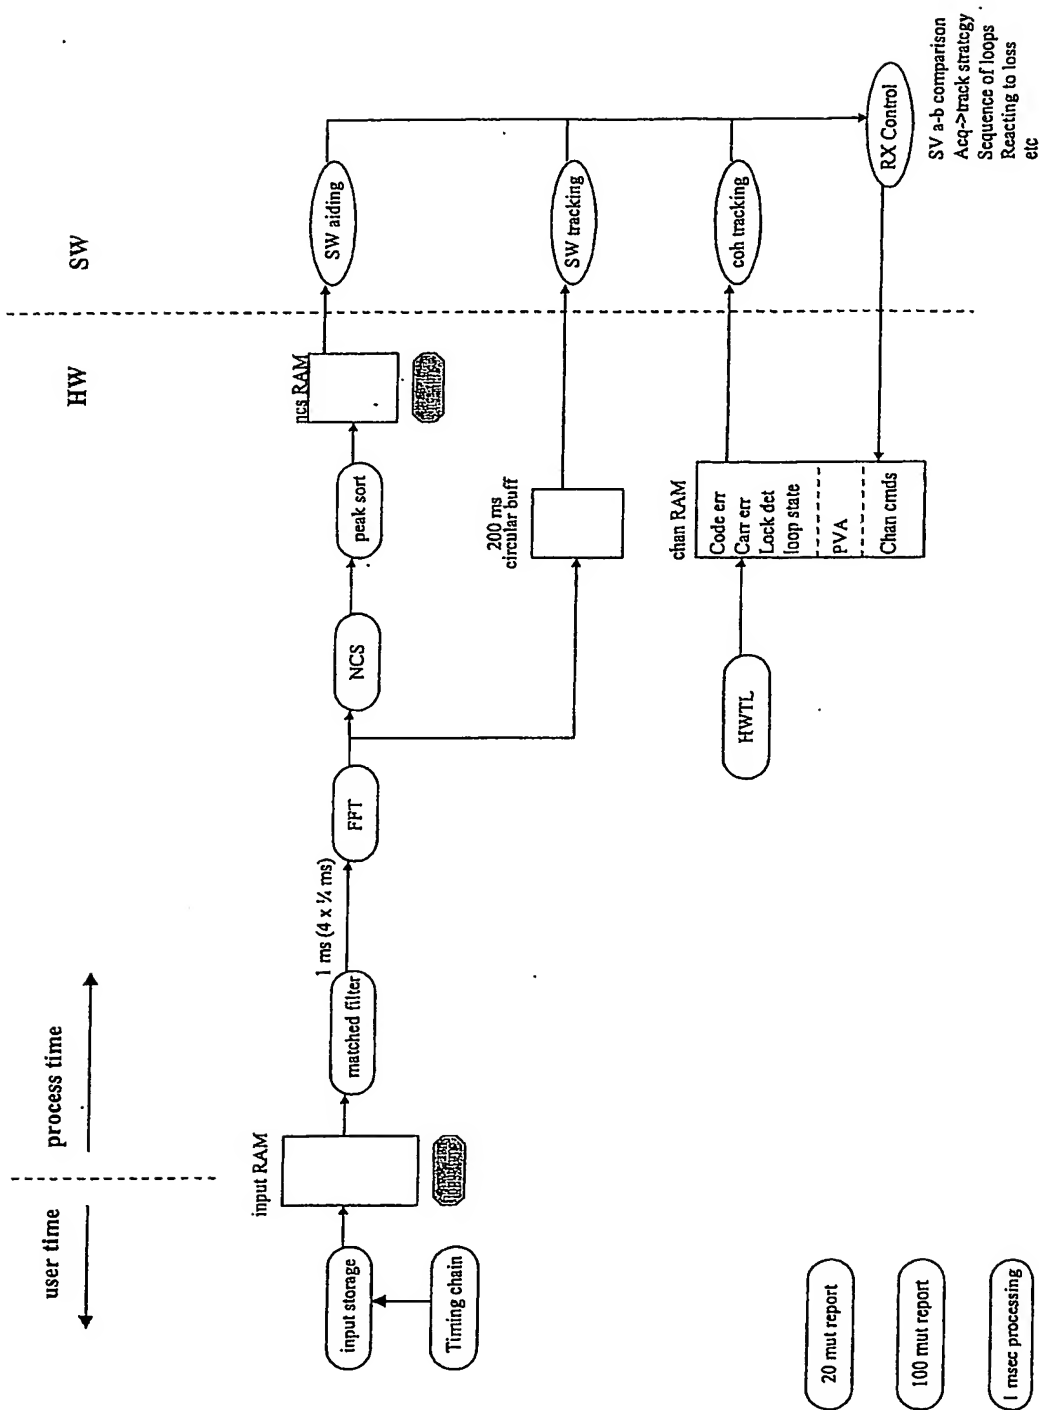 user time
process time
HW
SW
input storage
Timing chain
input RAM
matched filter
1 ms (4 x ¼ ms)
FFT
NCS
peak sort
ncs RAM
SW aiding
200 ms
circular buff
SW tracking
HWTL
chan RAM
Code err
Carr err
Lock det
loop state
PVA
Chan cmds
coh tracking
RX Control
SV a-b comparison
Acq->track strategy
Sequence of loops
Reacting to loss
etc
20 mut report
100 mut report
1 msec processing